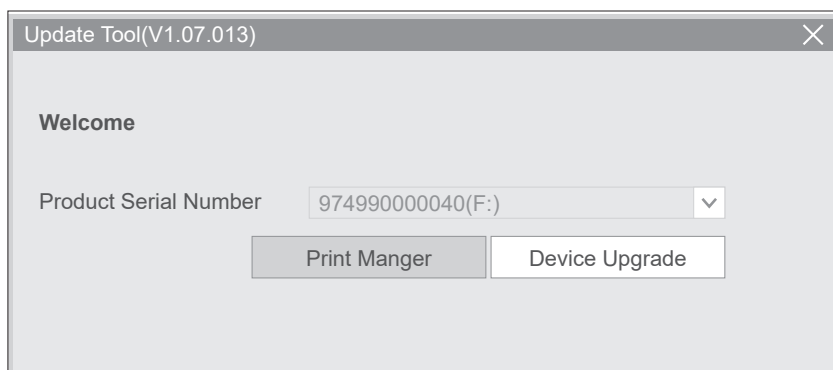 Update Tool(V1.07.013)
Welcome
Product Serial Number 974990000040(F:)
Print Manger Device Upgrade